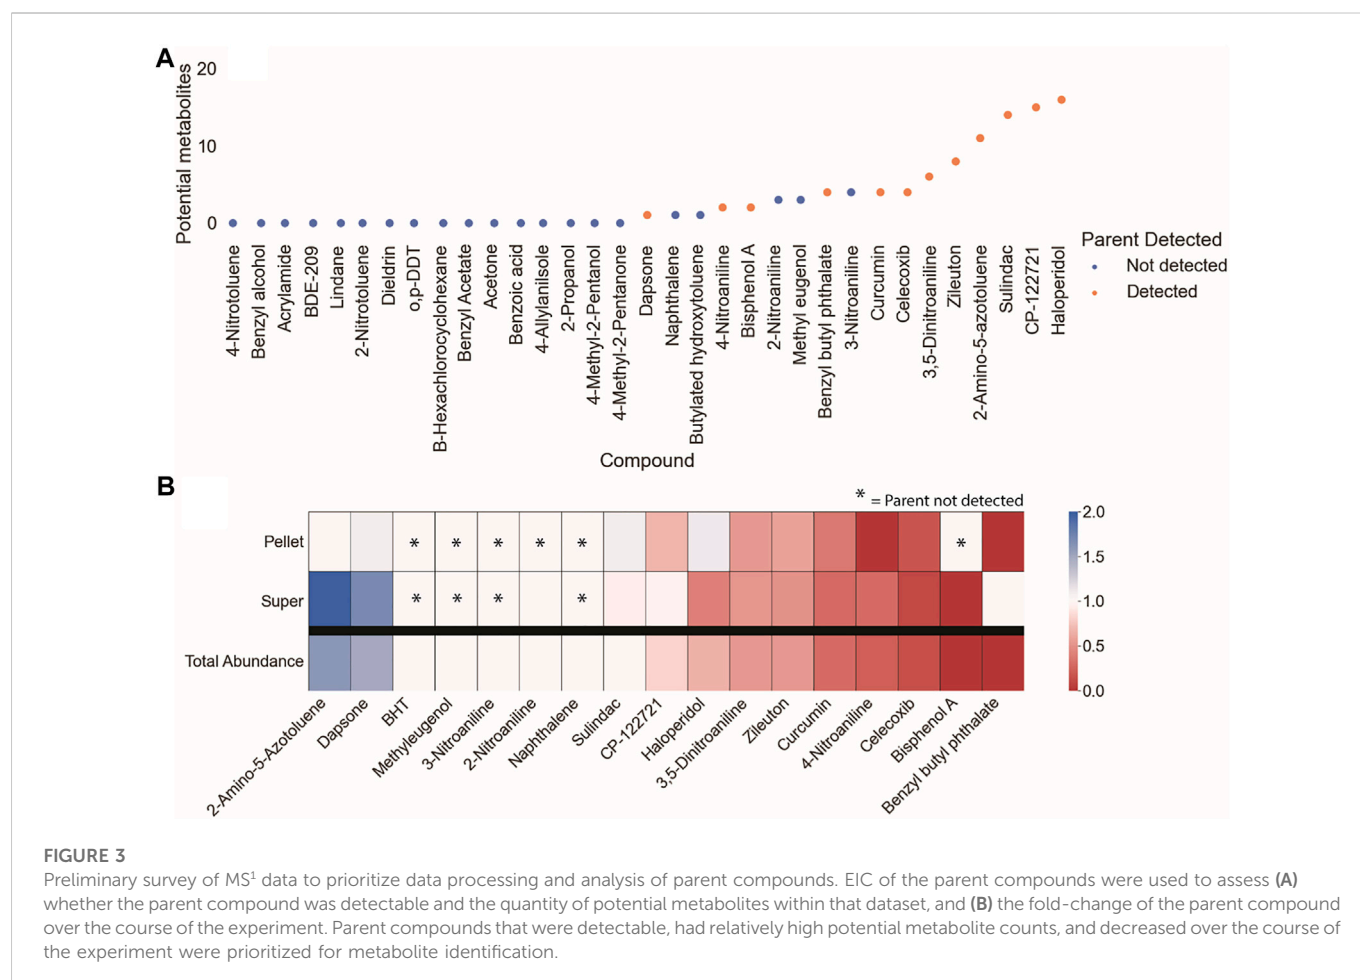 A
Potential metabolites
20
10
0
4-Nitrotoluene
Benzyl alcohol
Acrylamide
BDE-209
Lindane
2-Nitrotoluene
Dieldrin
o,p-DDT
B-Hexachlorocyclohexane
Benzyl Acetate
Acetone
Benzoic acid
4-Allylanilsole
2-Propanol
4-Methyl-2-Pentanol
4-Methyl-2-Pentanone
Dapsone
Naphthalene
Butylated hydroxytoluene
4-Nitroaniline
Bisphenol A
2-Nitroaniline
Methyl eugenol
Benzyl butyl phthalate
3-Nitroaniline
Curcumin
Celecoxib
3,5-Dinitroaniline
Zileuton
2-Amino-5-azotoluene
Sulindac
CP-122721
Haloperidol
Compound
Parent Detected
Not detected
Detected
B
* = Parent not detected
Pellet * * * * * *
Super * * * *
Total Abundance
2.0
1.5
1.0
0.5
0.0
2-Amino-5-Azotoluene
Dapsone
BHT
Methyleugenol
3-Nitroaniline
2-Nitroaniline
Naphthalene
Sulindac
CP-122721
Haloperidol
3,5-Dinitroaniline
Zileuton
Curcumin
4-Nitroaniline
Celecoxib
Bisphenol A
Benzyl butyl phthalate
FIGURE 3
Preliminary survey of MS¹ data to prioritize data processing and analysis of parent compounds. EIC of the parent compounds were used to assess (A)
whether the parent compound was detectable and the quantity of potential metabolites within that dataset, and (B) the fold-change of the parent compound
over the course of the experiment. Parent compounds that were detectable, had relatively high potential metabolite counts, and decreased over the course of
the experiment were prioritized for metabolite identification.